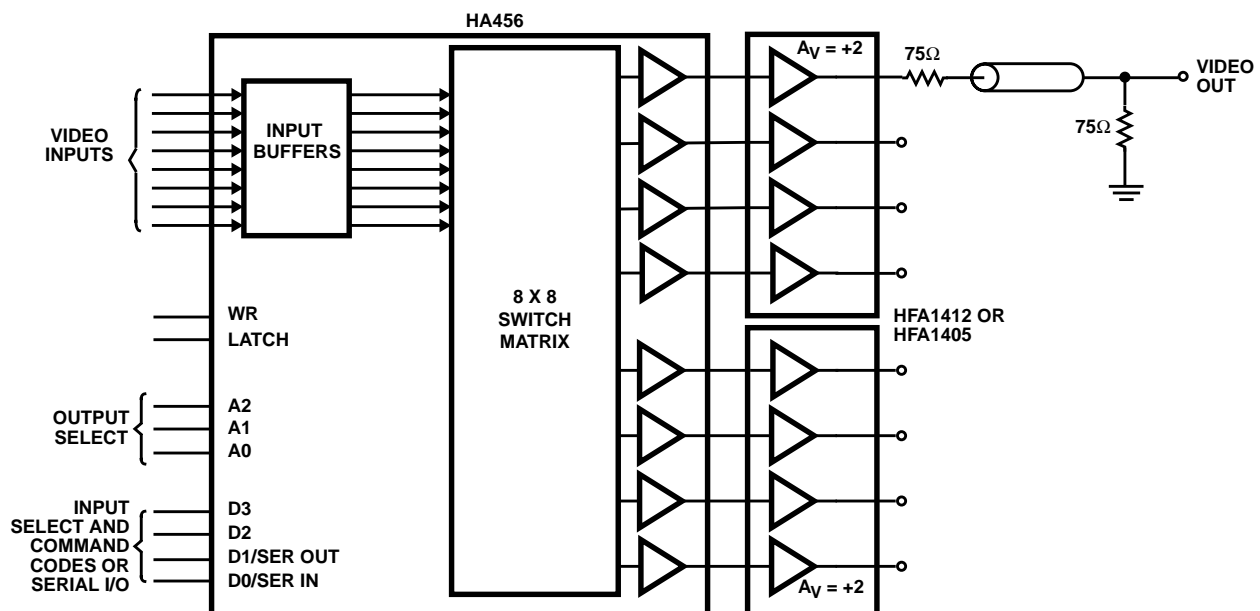 HA456
VIDEO
INPUTS
INPUT
BUFFERS
8 X 8
SWITCH
MATRIX
AV = +2
75Ω
VIDEO
OUT
75Ω
HFA1412 OR
HFA1405
WR
LATCH
OUTPUT
SELECT
A2
A1
A0
INPUT
SELECT AND
COMMAND
CODES OR
SERIAL I/O
D3
D2
D1/SER OUT
D0/SER IN
AV = +2